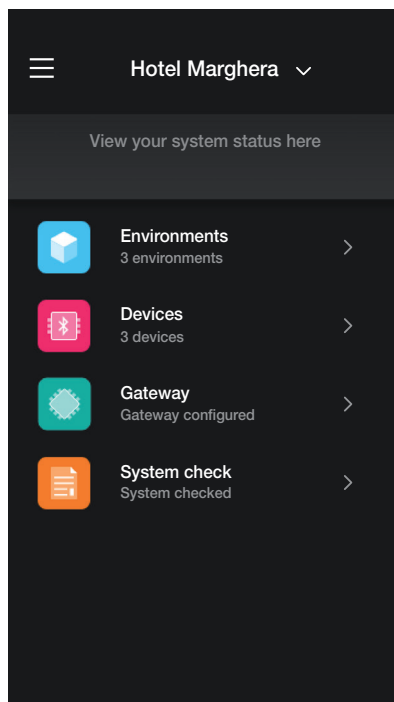 Hotel Marghera
View your system status here
Environments
3 environments
Devices
3 devices
Gateway
Gateway configured
System check
System checked